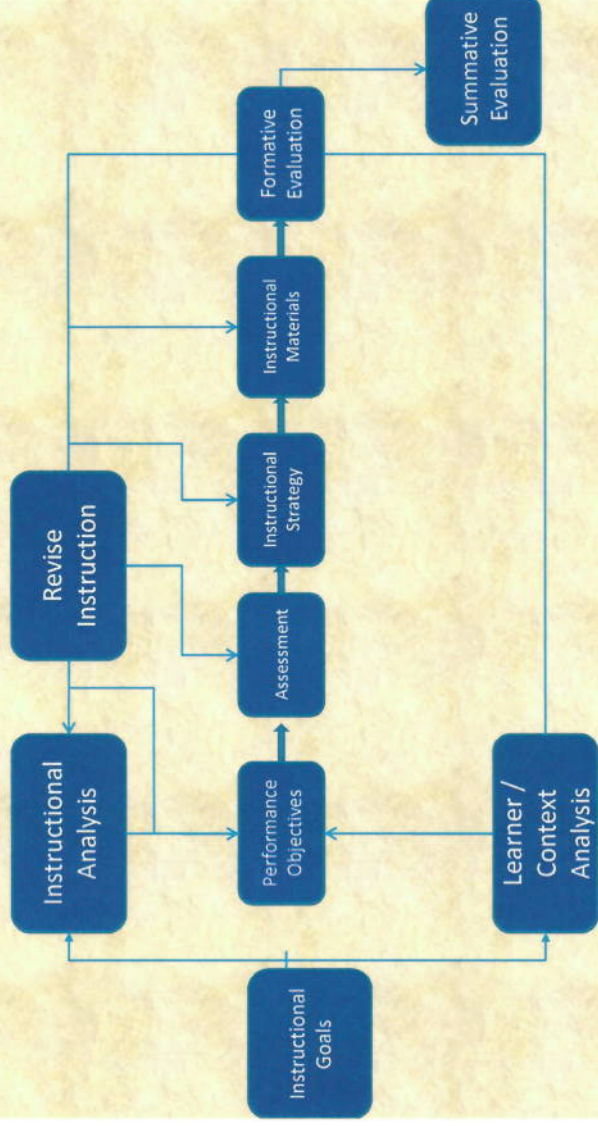 Instructional
Goals
Instructional
Analysis
Revise
Instruction
Performance
Objectives
Assessment
Instructional
Strategy
Instructional
Materials
Formative
Evaluation
Learner /
Context
Analysis
Summative
Evaluation